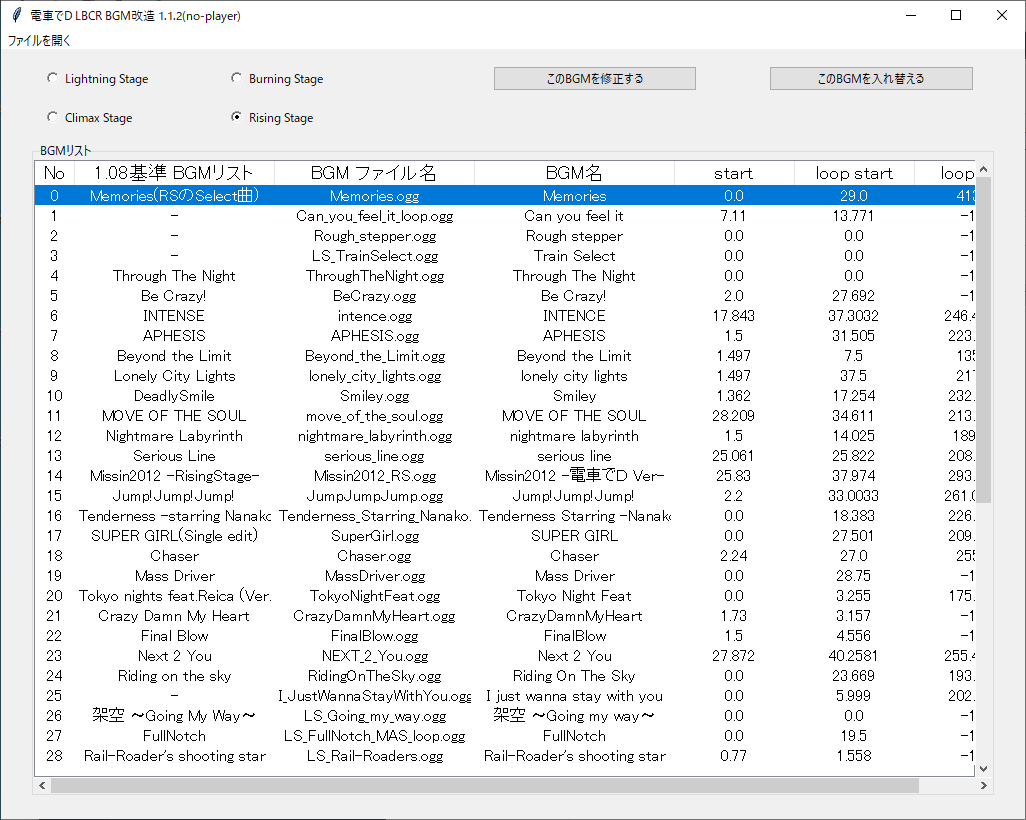 電車でD LBCR BGM改造 1.1.2(no-player)
ファイルを開く
Lightning Stage Burning Stage このBGMを修正する このBGMを入れ替える
Climax Stage Rising Stage
BGMリスト
No 1.08基準 BGMリスト BGM ファイル名 BGM名 start loop start loop
0 Memories(RSのSelect曲) Memories.ogg Memories 0.0 29.0 413
1 - Can_you_feel_it_loop.ogg Can you feel it 7.11 13.771 -1
2 - Rough_stepper.ogg Rough stepper 0.0 0.0 -1
3 - LS_TrainSelect.ogg Train Select 0.0 0.0 -1
4 Through The Night ThroughTheNight.ogg Through The Night 0.0 0.0 -1
5 Be Crazy! BeCrazy.ogg Be Crazy! 2.0 27.692 -1
6 INTENSE intence.ogg INTENCE 17.843 37.3032 246.4
7 APHESIS APHESIS.ogg APHESIS 1.5 31.505 223.
8 Beyond the Limit Beyond_the_Limit.ogg Beyond the Limit 1.497 7.5 135
9 Lonely City Lights lonely_city_lights.ogg lonely city lights 1.497 37.5 217
10 DeadlySmile Smiley.ogg Smiley 1.362 17.254 232.
11 MOVE OF THE SOUL move_of_the_soul.ogg MOVE OF THE SOUL 28.209 34.611 213.
12 Nightmare Labyrinth nightmare_labyrinth.ogg nightmare labyrinth 1.5 14.025 189
13 Serious Line serious_line.ogg serious line 25.061 25.822 208.
14 Missin2012 -RisingStage- Missin2012_RS.ogg Missin2012 -電車でD Ver- 25.83 37.974 293.
15 Jump!Jump!Jump! JumpJumpJump.ogg Jump!Jump!Jump! 2.2 33.0033 261.0
16 Tenderness -starring Nanako Tenderness_Starring_Nanako. Tenderness Starring -Nanako 0.0 18.383 226.
17 SUPER GIRL(Single edit) SuperGirl.ogg SUPER GIRL 0.0 27.501 209.
18 Chaser Chaser.ogg Chaser 2.24 27.0 255
19 Mass Driver MassDriver.ogg Mass Driver 0.0 28.75 -1
20 Tokyo nights feat.Reica (Ver. TokyoNightFeat.ogg Tokyo Night Feat 0.0 3.255 175.
21 Crazy Damn My Heart CrazyDamnMyHeart.ogg CrazyDamnMyHeart 1.73 3.157 -1
22 Final Blow FinalBlow.ogg FinalBlow 1.5 4.556 -1
23 Next 2 You NEXT_2_You.ogg Next 2 You 27.872 40.2581 255.4
24 Riding on the sky RidingOnTheSky.ogg Riding On The Sky 0.0 23.669 193.
25 - I_JustWannaStayWithYou.ogg I just wanna stay with you 0.0 5.999 202.
26 架空 ～Going My Way～ LS_Going_my_way.ogg 架空 ～Going my way～ 0.0 0.0 -1
27 FullNotch LS_FullNotch_MAS_loop.ogg FullNotch 0.0 19.5 -1
28 Rail-Roader's shooting star LS_Rail-Roaders.ogg Rail-Roader's shooting star 0.77 1.558 -1